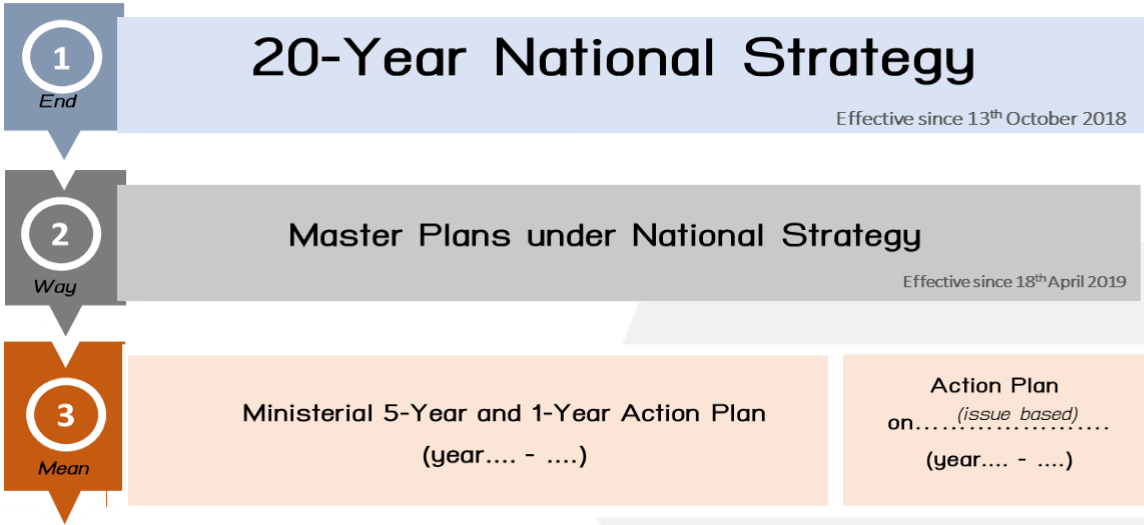 1
End
20-Year National Strategy
Effective since 13th October 2018
2
Way
Master Plans under National Strategy
Effective since 18th April 2019
3
Mean
Ministerial 5-Year and 1-Year Action Plan
(year.... - ....)
Action Plan
on......(issue based)......
(year.... - ....)